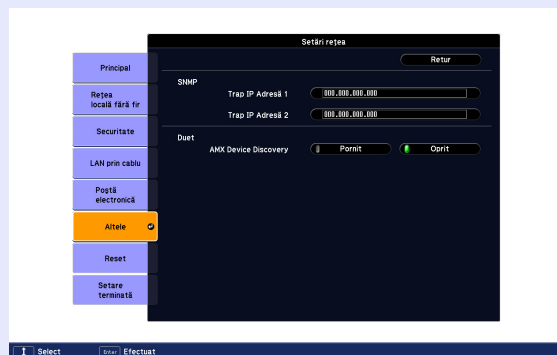 Setări reţea
Retur
Principal
Reţea
locală fără fir
Securitate
LAN prin cablu
Poştă
electronică
Altele
Reset
Setare
terminată
SNMP
Trap IP Adresă 1 000.000.000.000
Trap IP Adresă 2 000.000.000.000
Duet
AMX Device Discovery Pornit Oprit
Select Enter Efectuat